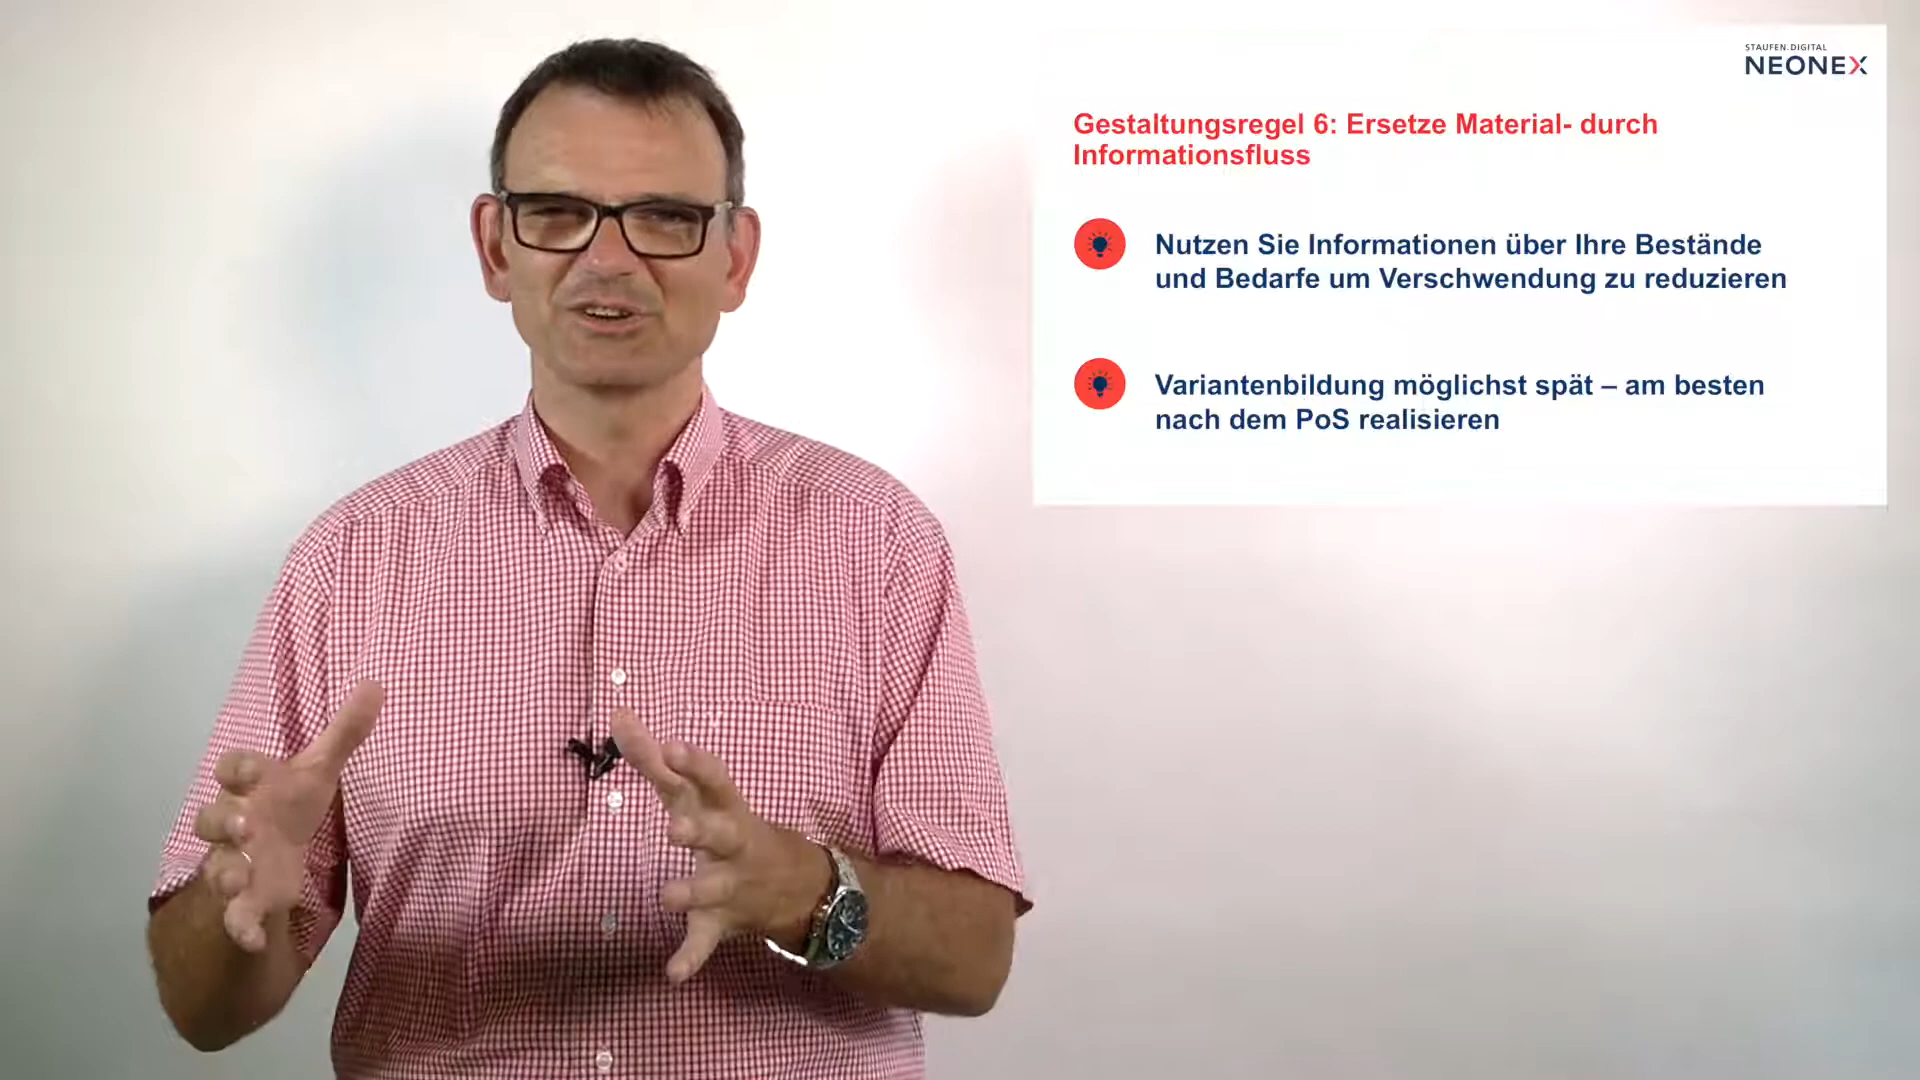 STAUFEN.DIGITAL
NEONEX
Gestaltungsregel 6: Ersetze Material- durch
Informationsfluss
Nutzen Sie Informationen über Ihre Bestände
und Bedarfe um Verschwendung zu reduzieren
Variantenbildung möglichst spät – am besten
nach dem PoS realisieren